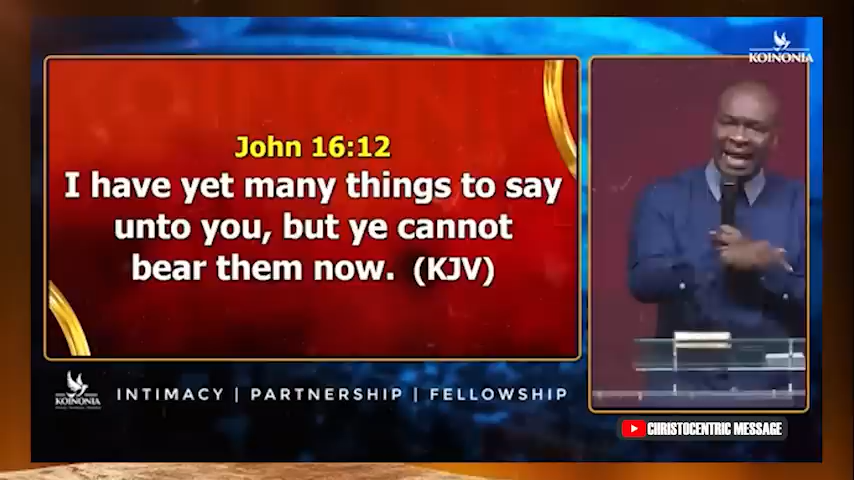 KOINONIA
John 16:12
I have yet many things to say
unto you, but ye cannot
bear them now. (KJV)
KOINONIA
INTIMACY | PARTNERSHIP | FELLOWSHIP
CHRISTOCENTRIC MESSAGE